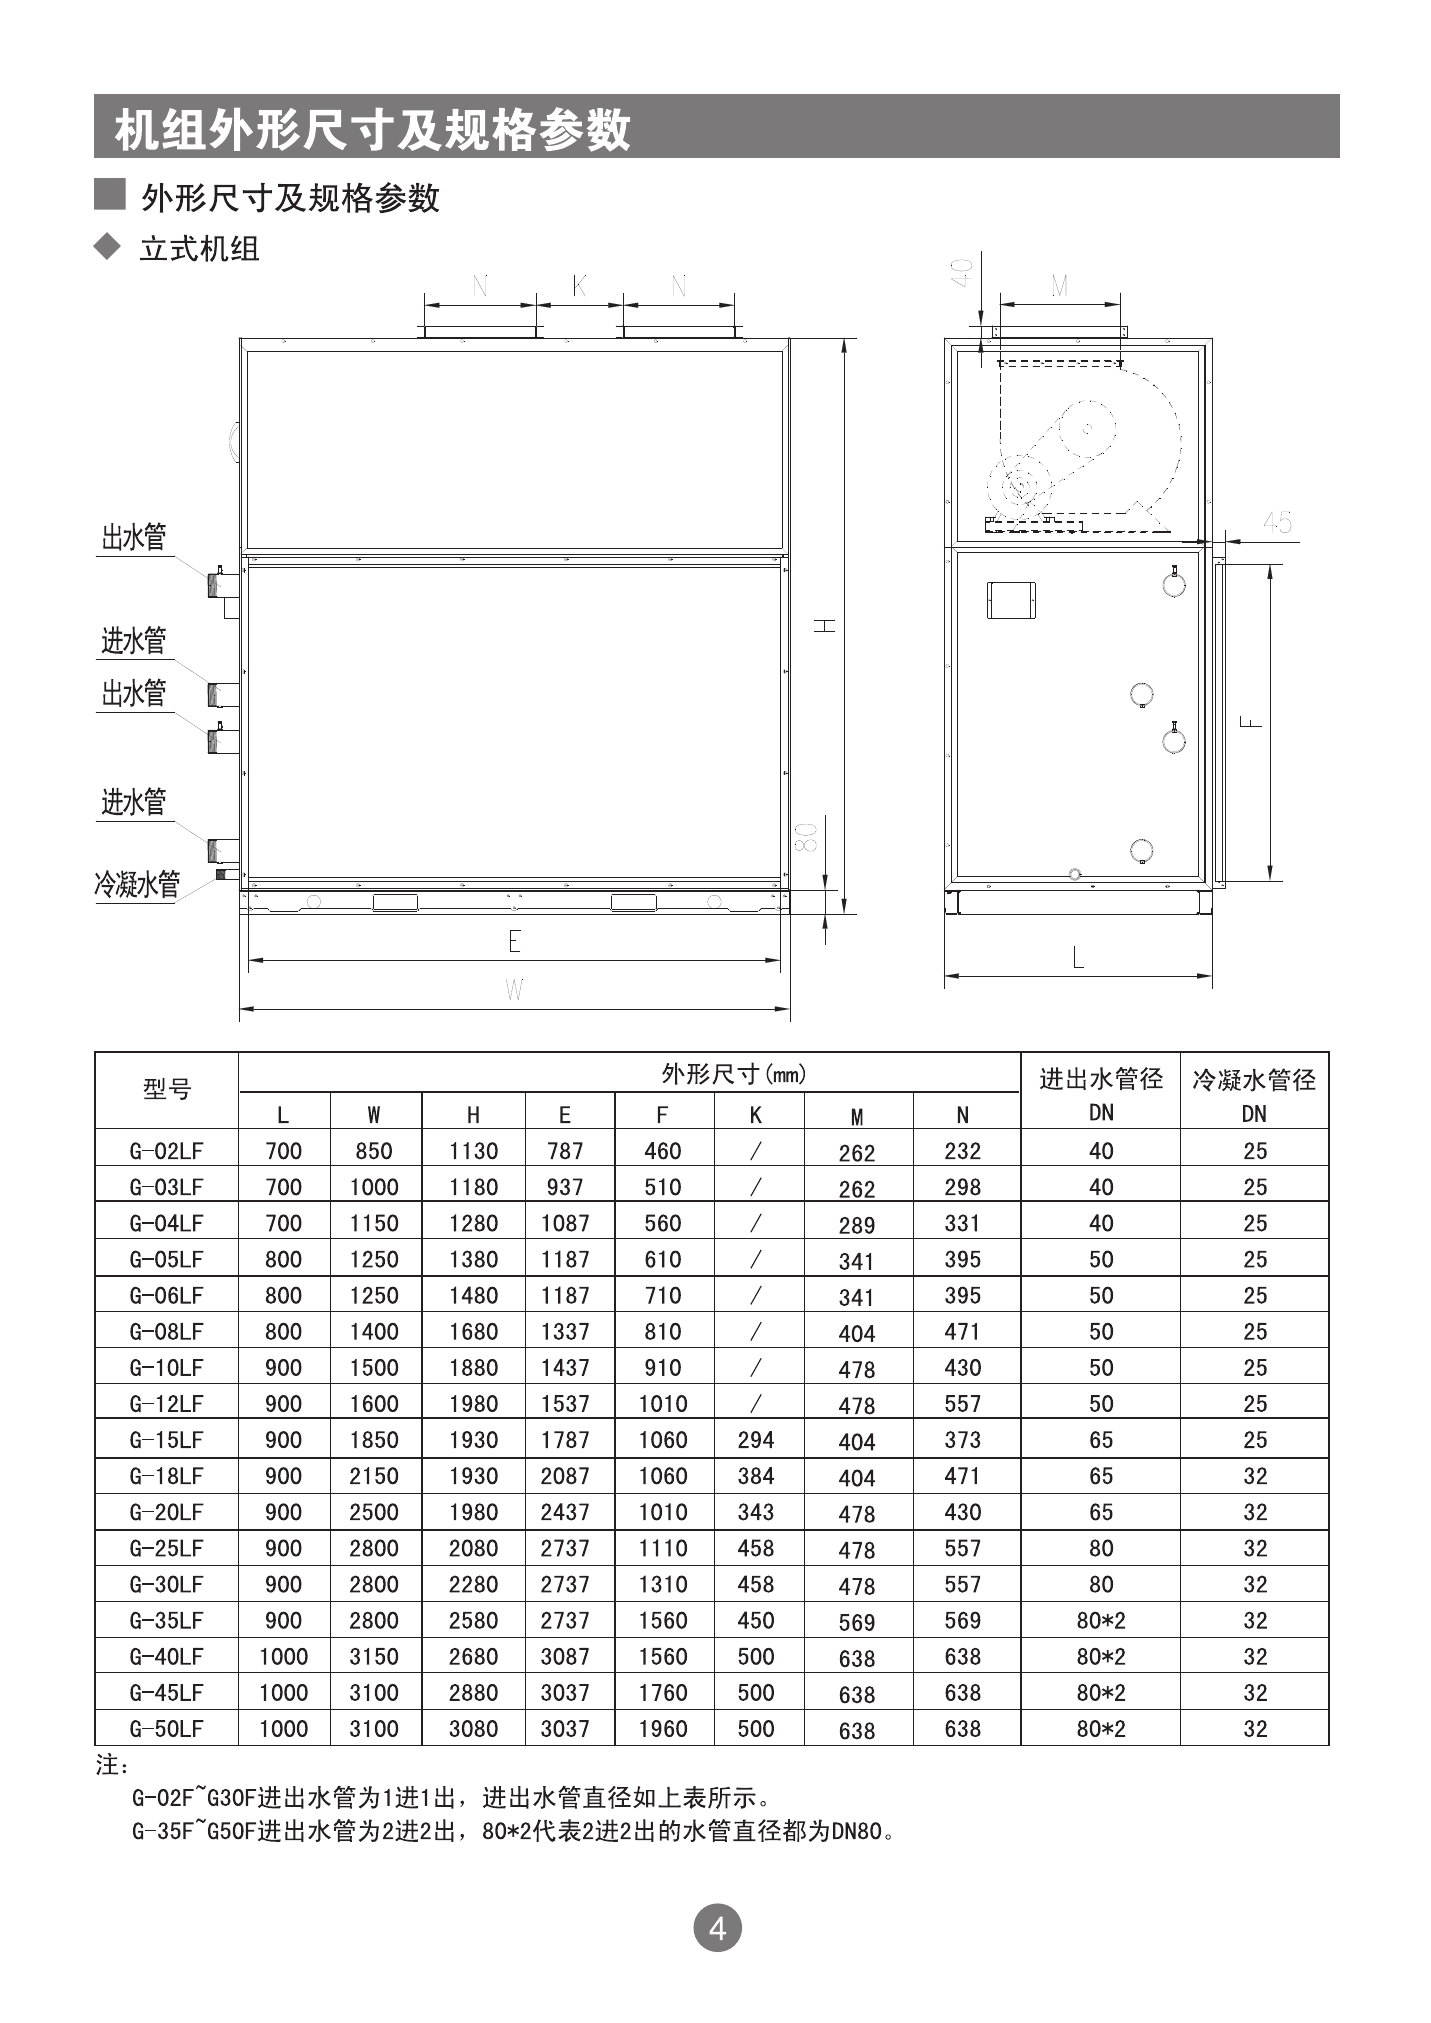 机组外形尺寸及规格参数
外形尺寸及规格参数
立式机组
N K N
40 M
出水管
45
进水管
H
出水管
F
进水管
80
冷凝水管
E
L
W
型号 外形尺寸(mm) 进出水管径 DN 冷凝水管径 DN
L W H E F K M N
G-02LF 700 850 1130 787 460 / 262 232 40 25
G-03LF 700 1000 1180 937 510 / 262 298 40 25
G-04LF 700 1150 1280 1087 560 / 289 331 40 25
G-05LF 800 1250 1380 1187 610 / 341 395 50 25
G-06LF 800 1250 1480 1187 710 / 341 395 50 25
G-08LF 800 1400 1680 1337 810 / 404 471 50 25
G-10LF 900 1500 1880 1437 910 / 478 430 50 25
G-12LF 900 1600 1980 1537 1010 / 478 557 50 25
G-15LF 900 1850 1930 1787 1060 294 404 373 65 25
G-18LF 900 2150 1930 2087 1060 384 404 471 65 32
G-20LF 900 2500 1980 2437 1010 343 478 430 65 32
G-25LF 900 2800 2080 2737 1110 458 478 557 80 32
G-30LF 900 2800 2280 2737 1310 458 478 557 80 32
G-35LF 900 2800 2580 2737 1560 450 569 569 80*2 32
G-40LF 1000 3150 2680 3087 1560 500 638 638 80*2 32
G-45LF 1000 3100 2880 3037 1760 500 638 638 80*2 32
G-50LF 1000 3100 3080 3037 1960 500 638 638 80*2 32
注：
G-02F~G30F进出水管为1进1出，进出水管直径如上表所示。
G-35F~G50F进出水管为2进2出，80*2代表2进2出的水管直径都为DN80。
4